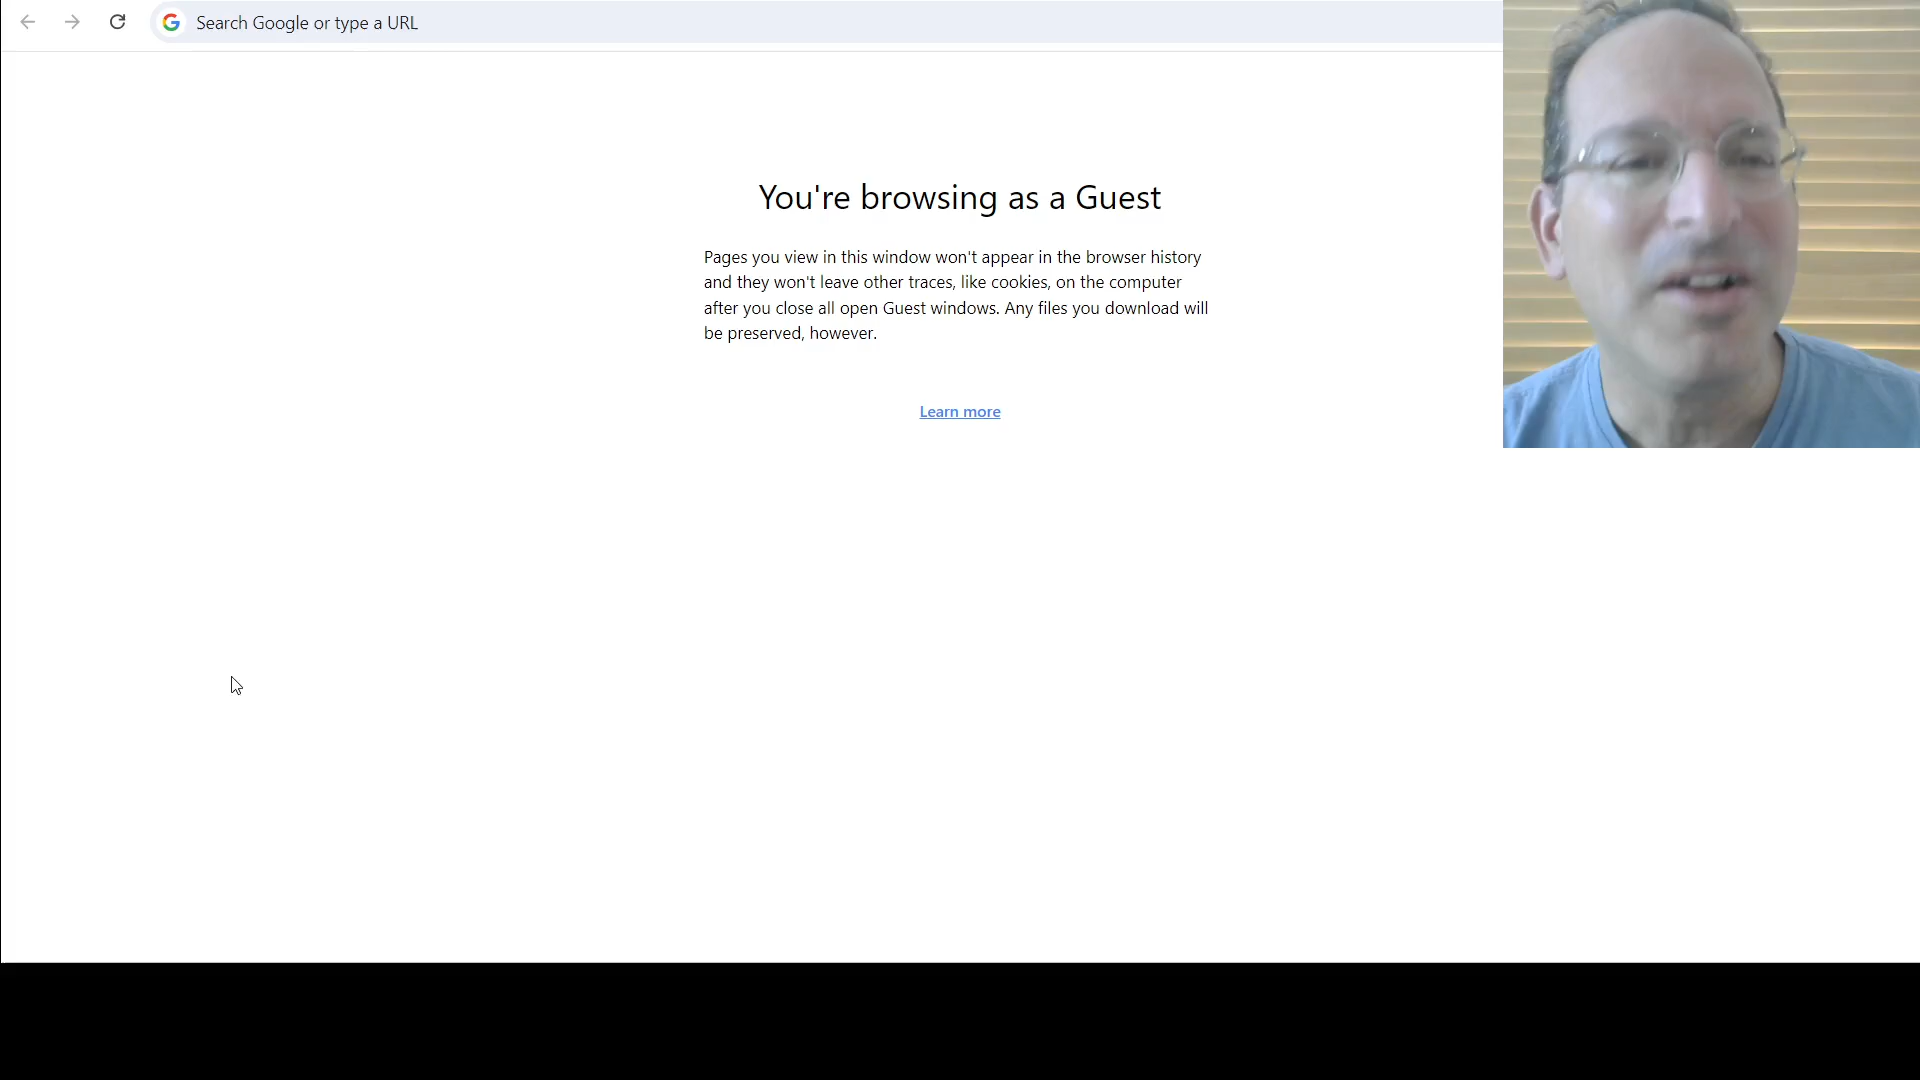 Search Google or type a URL
You're browsing as a Guest
Pages you view in this window won't appear in the browser history
and they won't leave other traces, like cookies, on the computer
after you close all open Guest windows. Any files you download will
be preserved, however.
Learn more